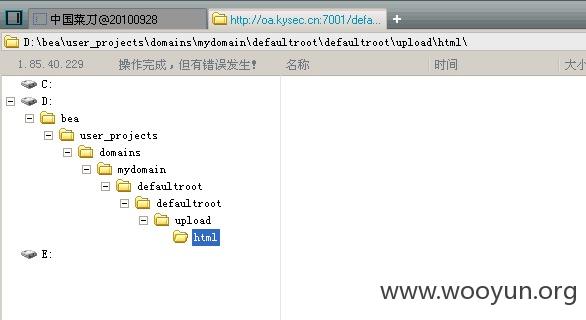 中国菜刀@20100928
http://oa.kysec.cn:7001/defa...
D:\bea\user_projects\domains\mydomain\defaultroot\defaultroot\upload\html\
1.85.40.229 操作完成，但有错误发生! 名称 时间 大小
C:
D:
bea
user_projects
domains
mydomain
defaultroot
defaultroot
upload
html
E:
www.wooyun.org